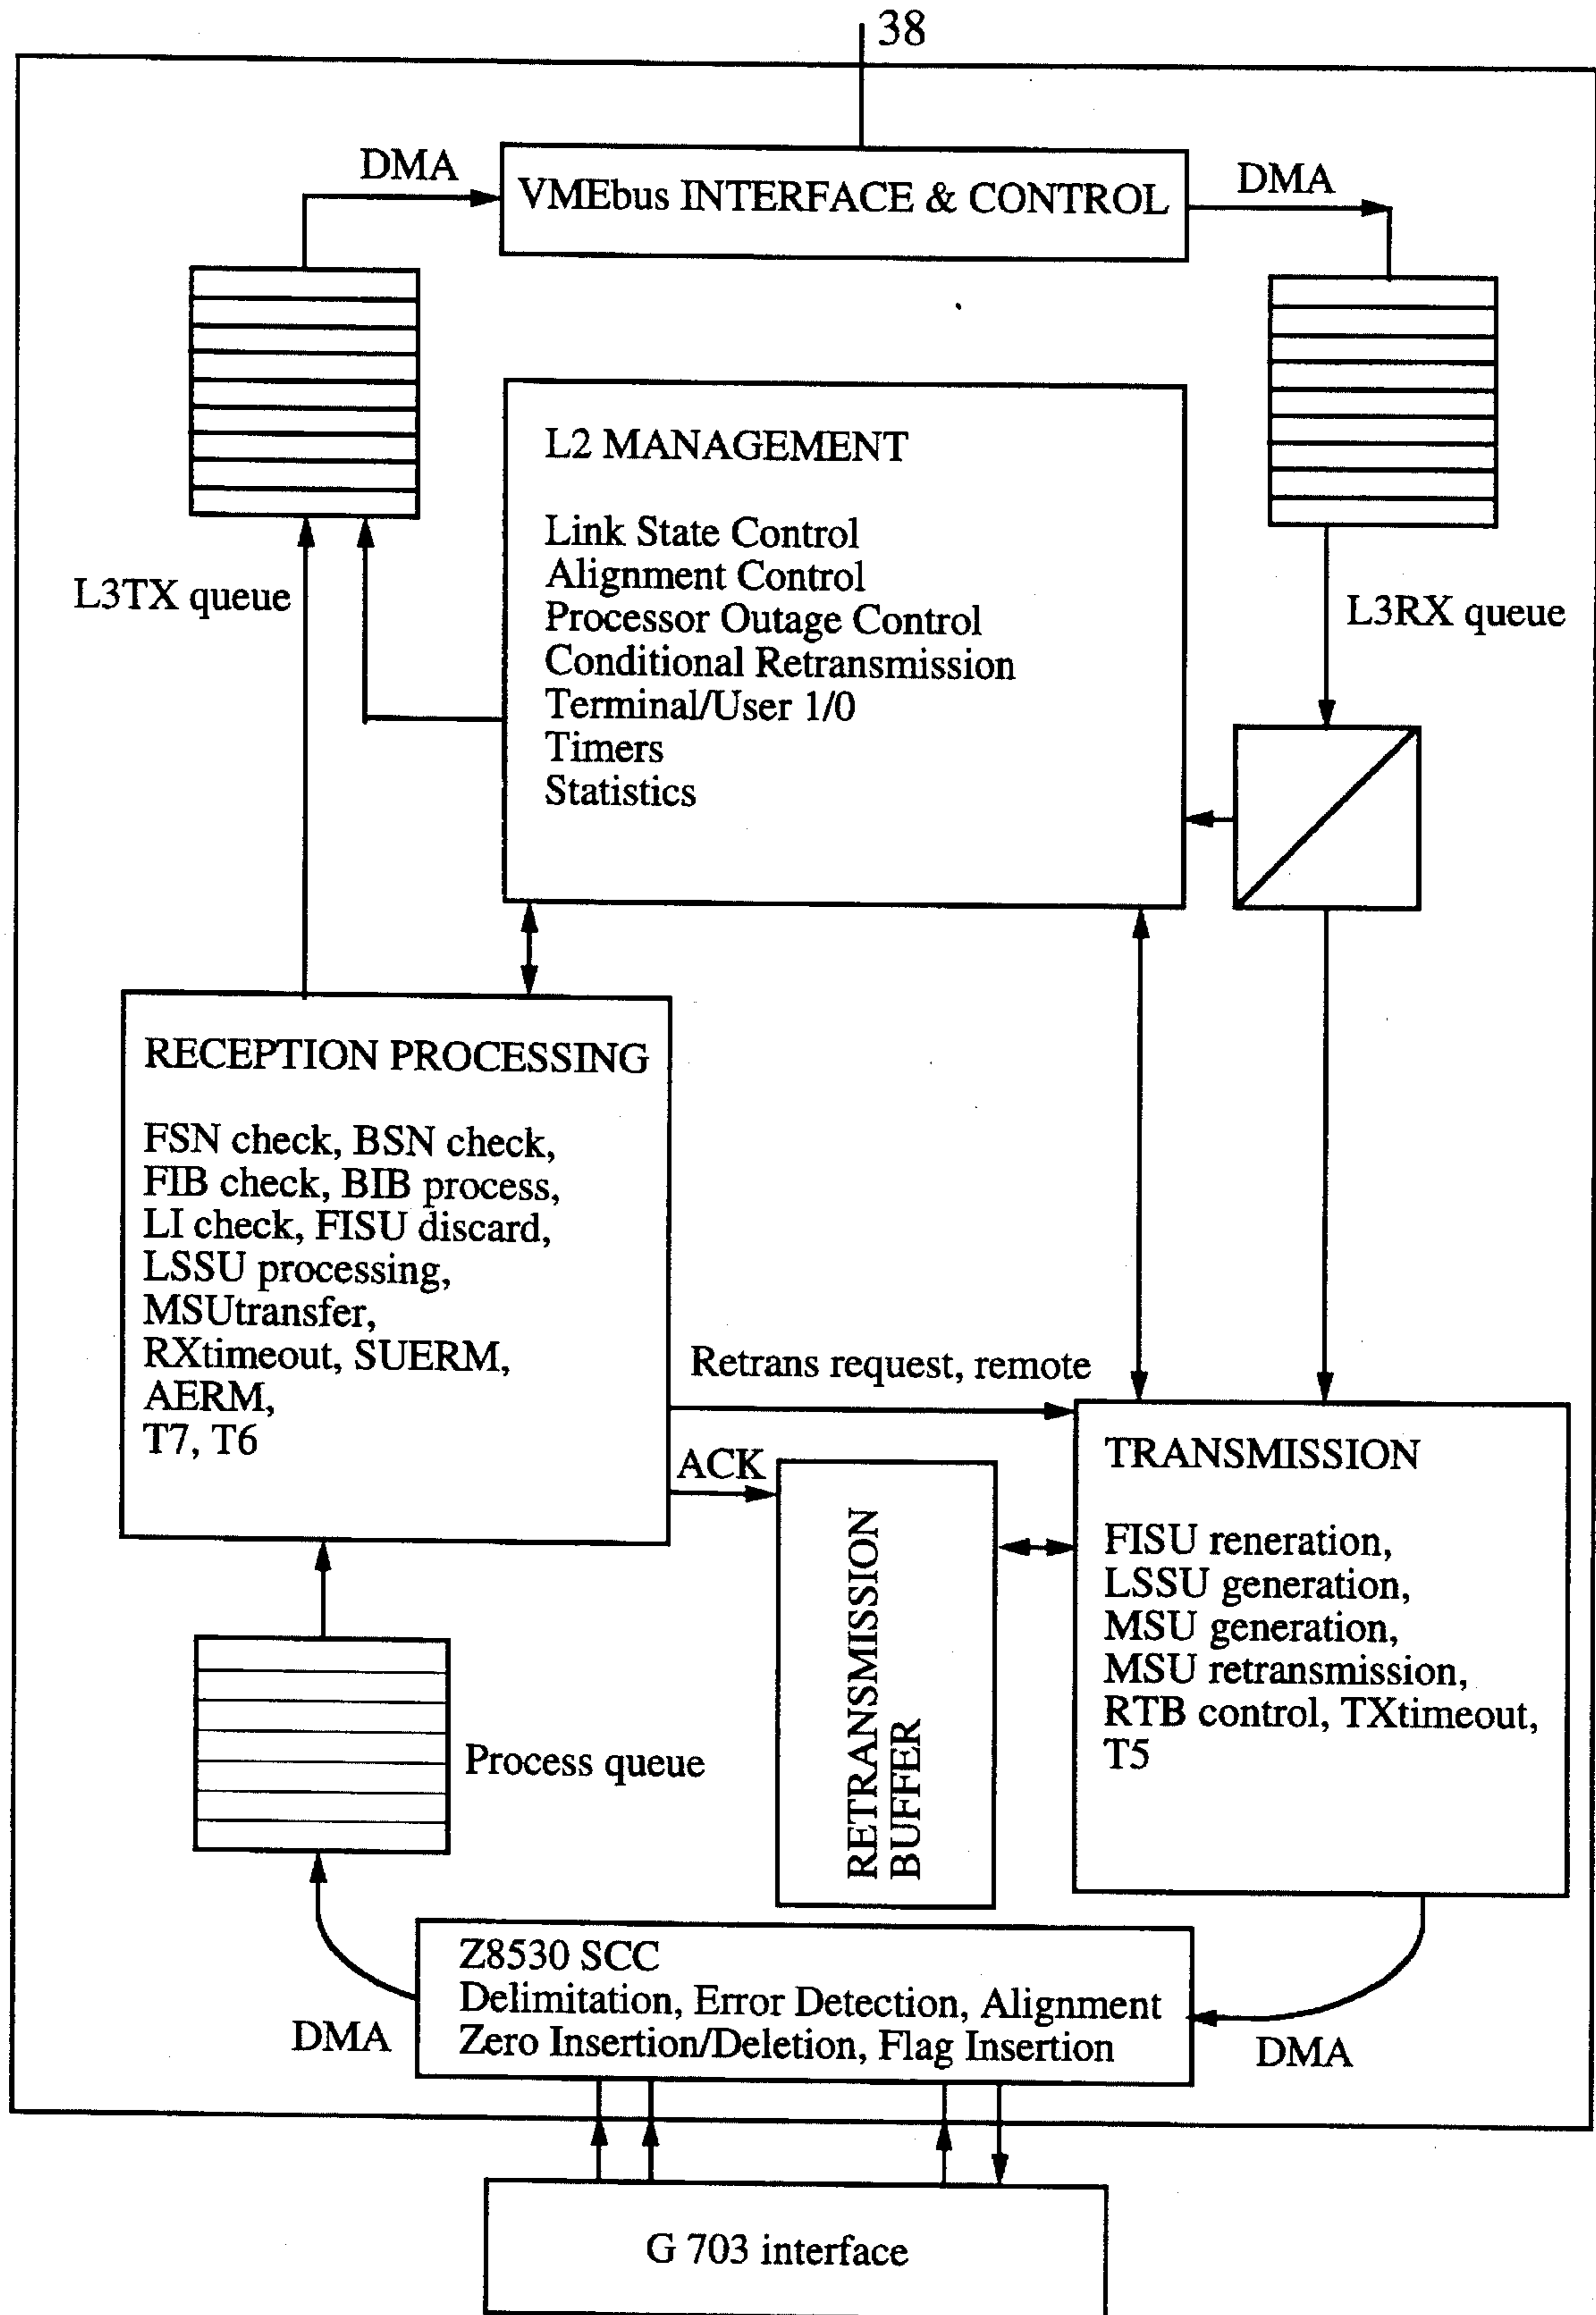 38
DMA
VMEbus INTERFACE & CONTROL
DMA
L2 MANAGEMENT
Link State Control
Alignment Control
Processor Outage Control
Conditional Retransmission
Terminal/User 1/0
Timers
Statistics
L3TX queue
L3RX queue
RECEPTION PROCESSING
FSN check, BSN check,
FIB check, BIB process,
LI check, FISU discard,
LSSU processing,
MSUtransfer,
RXtimeout, SUERM,
AERM,
T7, T6
Retrans request, remote
ACK
RETRANSMISSION
BUFFER
TRANSMISSION
FISU reneration,
LSSU generation,
MSU generation,
MSU retransmission,
RTB control, TXtimeout,
T5
Process queue
DMA
Z8530 SCC
Delimitation, Error Detection, Alignment
Zero Insertion/Deletion, Flag Insertion
DMA
G 703 interface